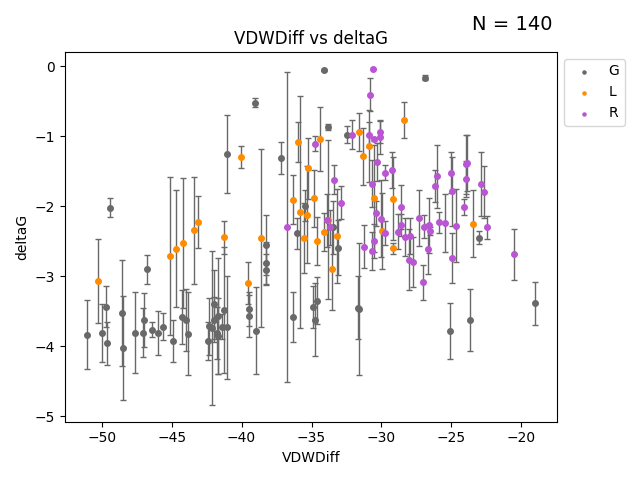 N = 140
VDWDiff vs deltaG
G
L
R
deltaG
0
−1
−2
−3
−4
−5
−50
−45
−40
−35
−30
−25
−20
VDWDiff